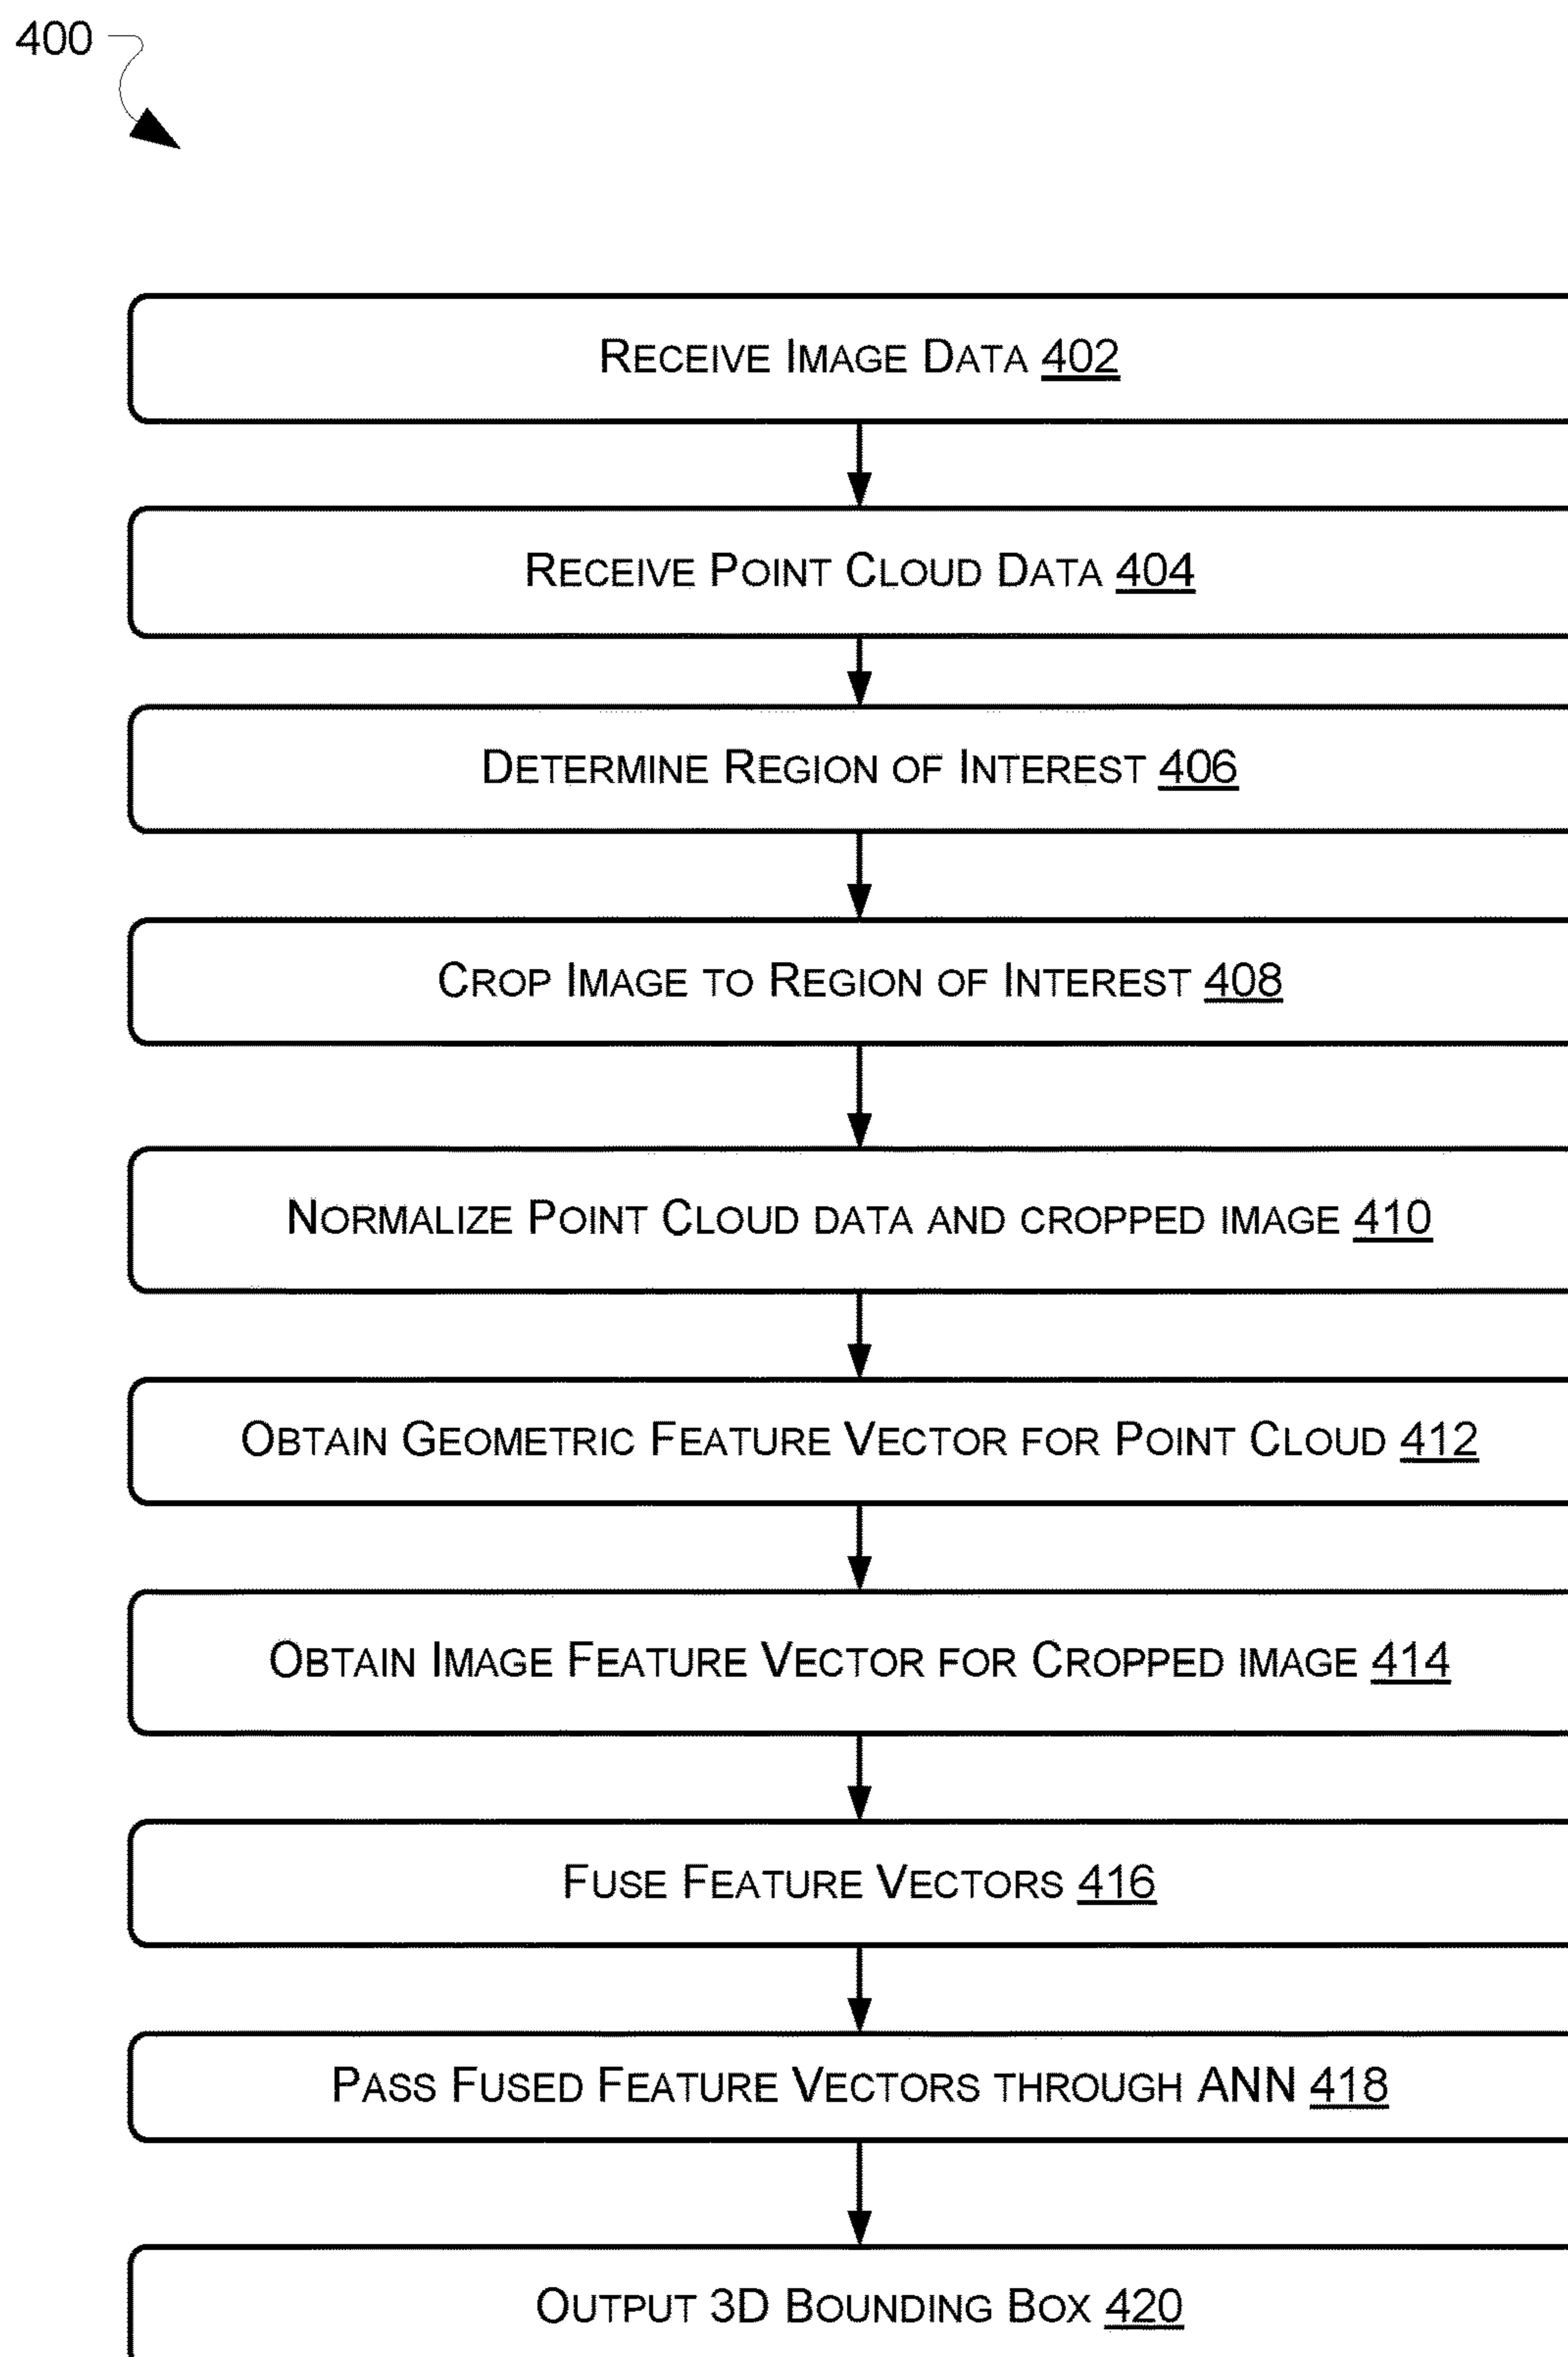 400
RECEIVE IMAGE DATA 402
RECEIVE POINT CLOUD DATA 404
DETERMINE REGION OF INTEREST 406
CROP IMAGE TO REGION OF INTEREST 408
NORMALIZE POINT CLOUD DATA AND CROPPED IMAGE 410
OBTAIN GEOMETRIC FEATURE VECTOR FOR POINT CLOUD 412
OBTAIN IMAGE FEATURE VECTOR FOR CROPPED IMAGE 414
FUSE FEATURE VECTORS 416
PASS FUSED FEATURE VECTORS THROUGH ANN 418
OUTPUT 3D BOUNDING BOX 420